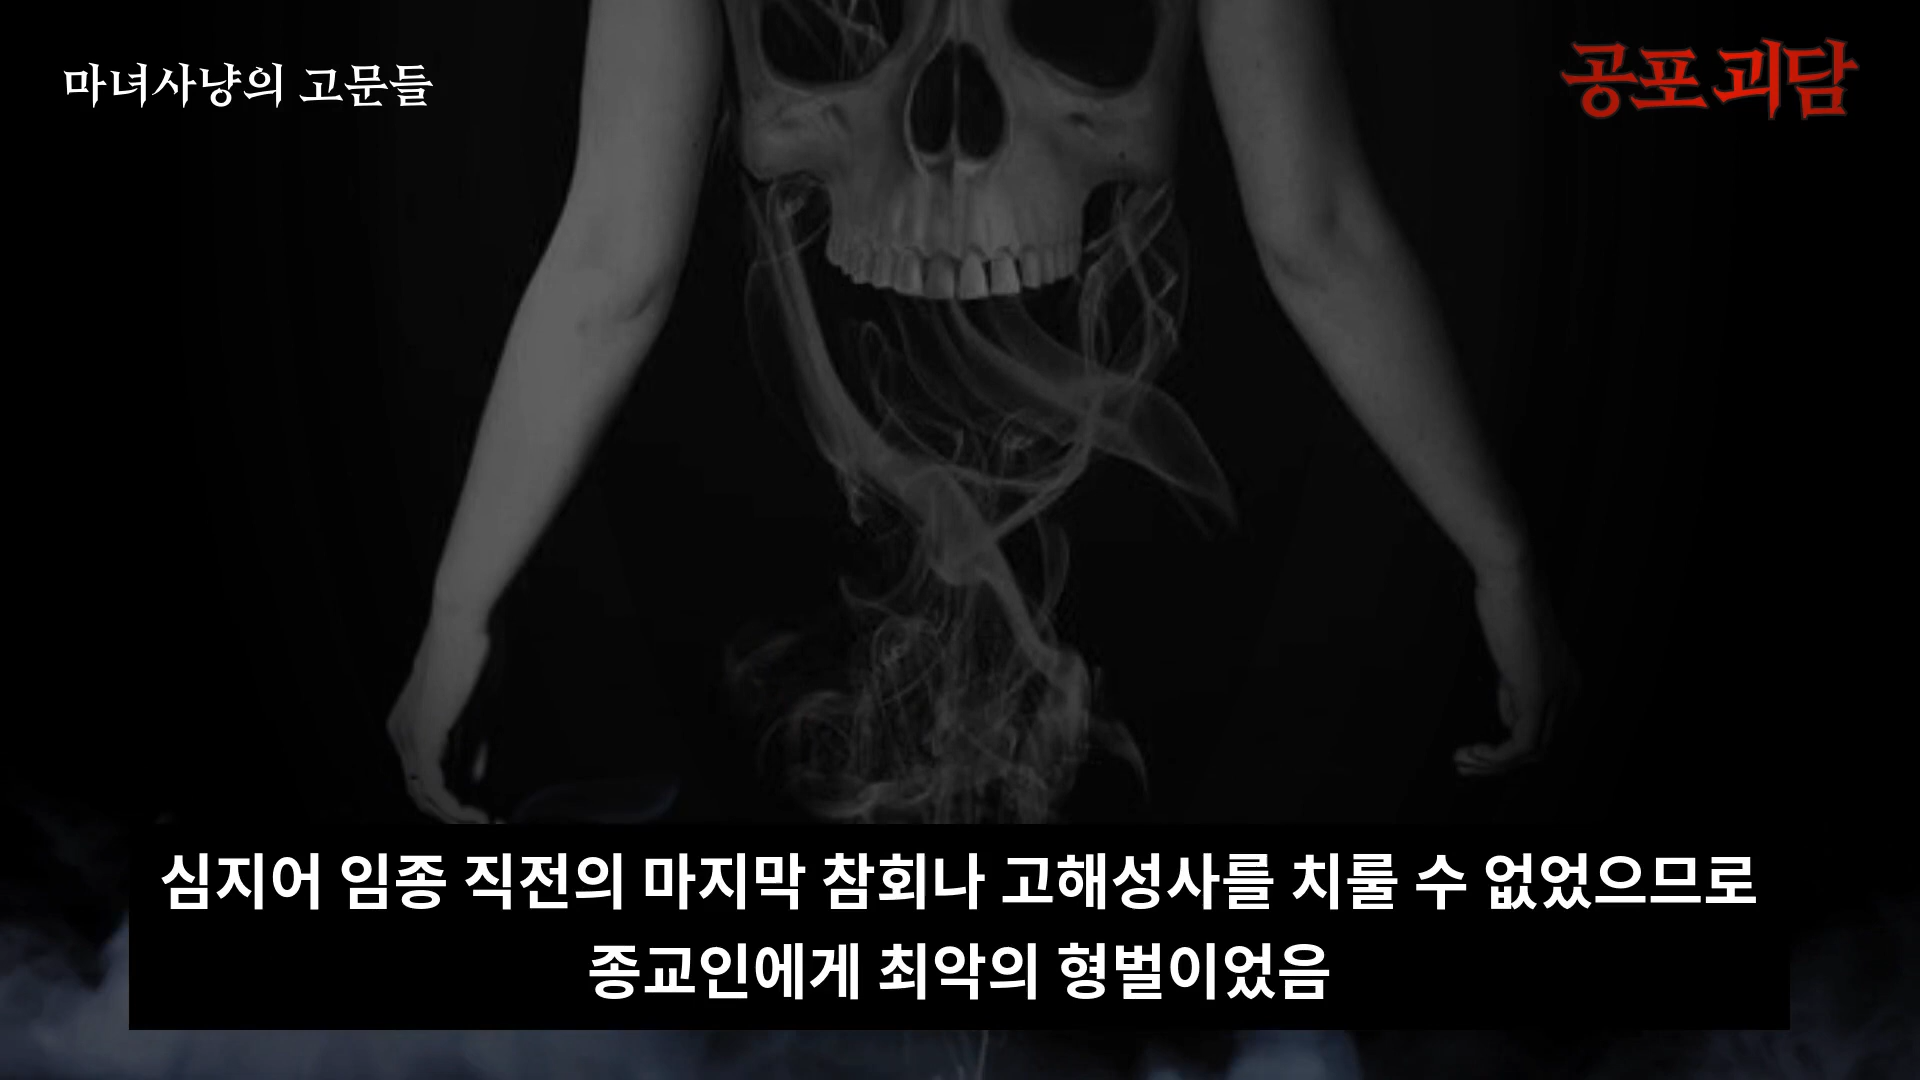 마녀사냥의 고문들
공포 괴담
심지어 임종 직전의 마지막 참회나 고해성사를 치룰 수 없었으므로
종교인에게 최악의 형벌이었음